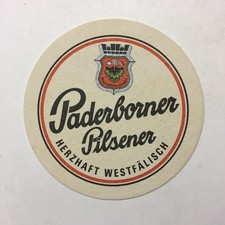 Paderborner
Pilsener
HERZHAFT WESTFÄLISCH